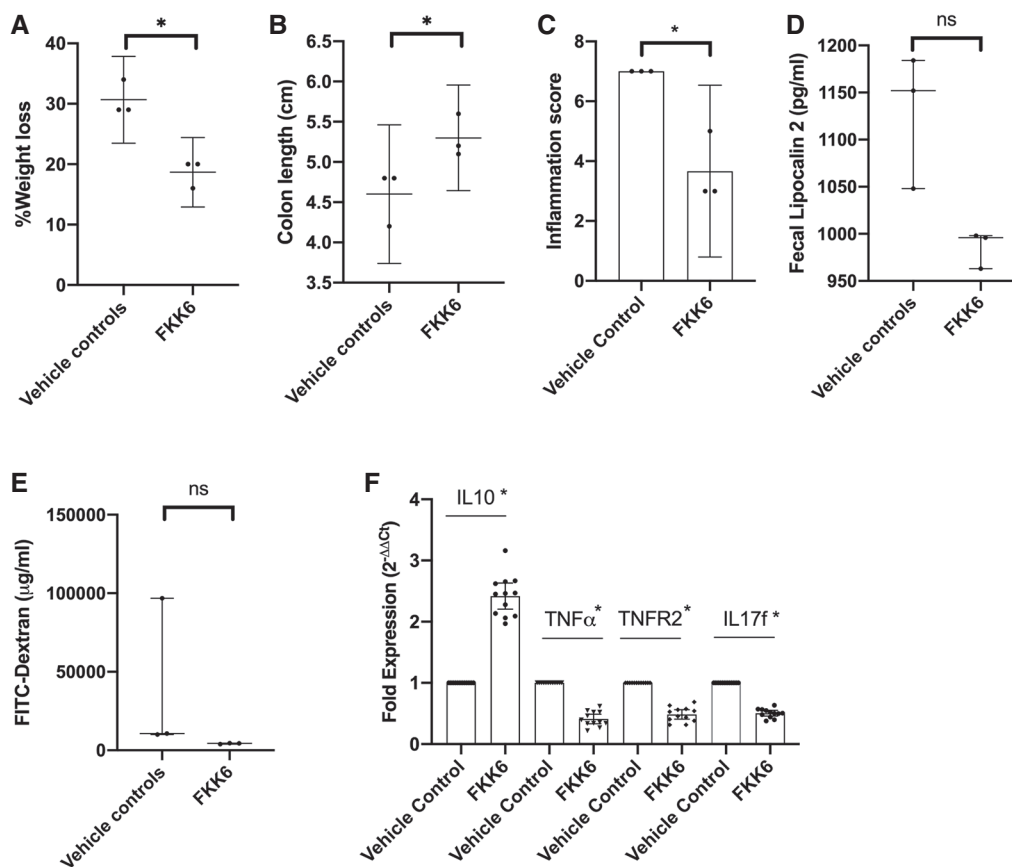 A
*
%Weight loss
40
30
20
10
0
Vehicle controls
FKK6
B
*
Colon length (cm)
6.5
6.0
5.5
5.0
4.5
4.0
3.5
Vehicle controls
FKK6
C
*
Inflammation score
8
6
4
2
0
Vehicle Control
FKK6
D
ns
Fecal Lipocalin 2 (pg/ml)
1200
1150
1100
1050
1000
950
Vehicle controls
FKK6
E
ns
FITC-Dextran (μg/ml)
150000
100000
50000
0
Vehicle controls
FKK6
F
Fold Expression (2^-ΔΔCt)
4
3
2
1
0
IL10 *
TNFα*
TNFR2*
IL17f *
Vehicle Control
FKK6
Vehicle Control
FKK6
Vehicle Control
FKK6
Vehicle Control
FKK6